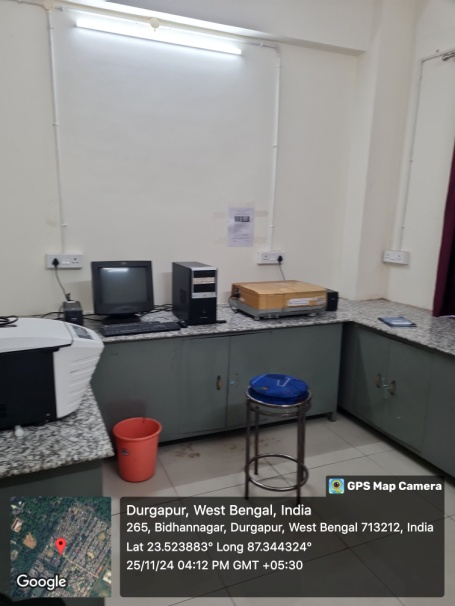 GPS Map Camera
Durgapur, West Bengal, India
265, Bidhannagar, Durgapur, West Bengal 713212, India
Lat 23.523883° Long 87.344324°
25/11/24 04:12 PM GMT +05:30
Google